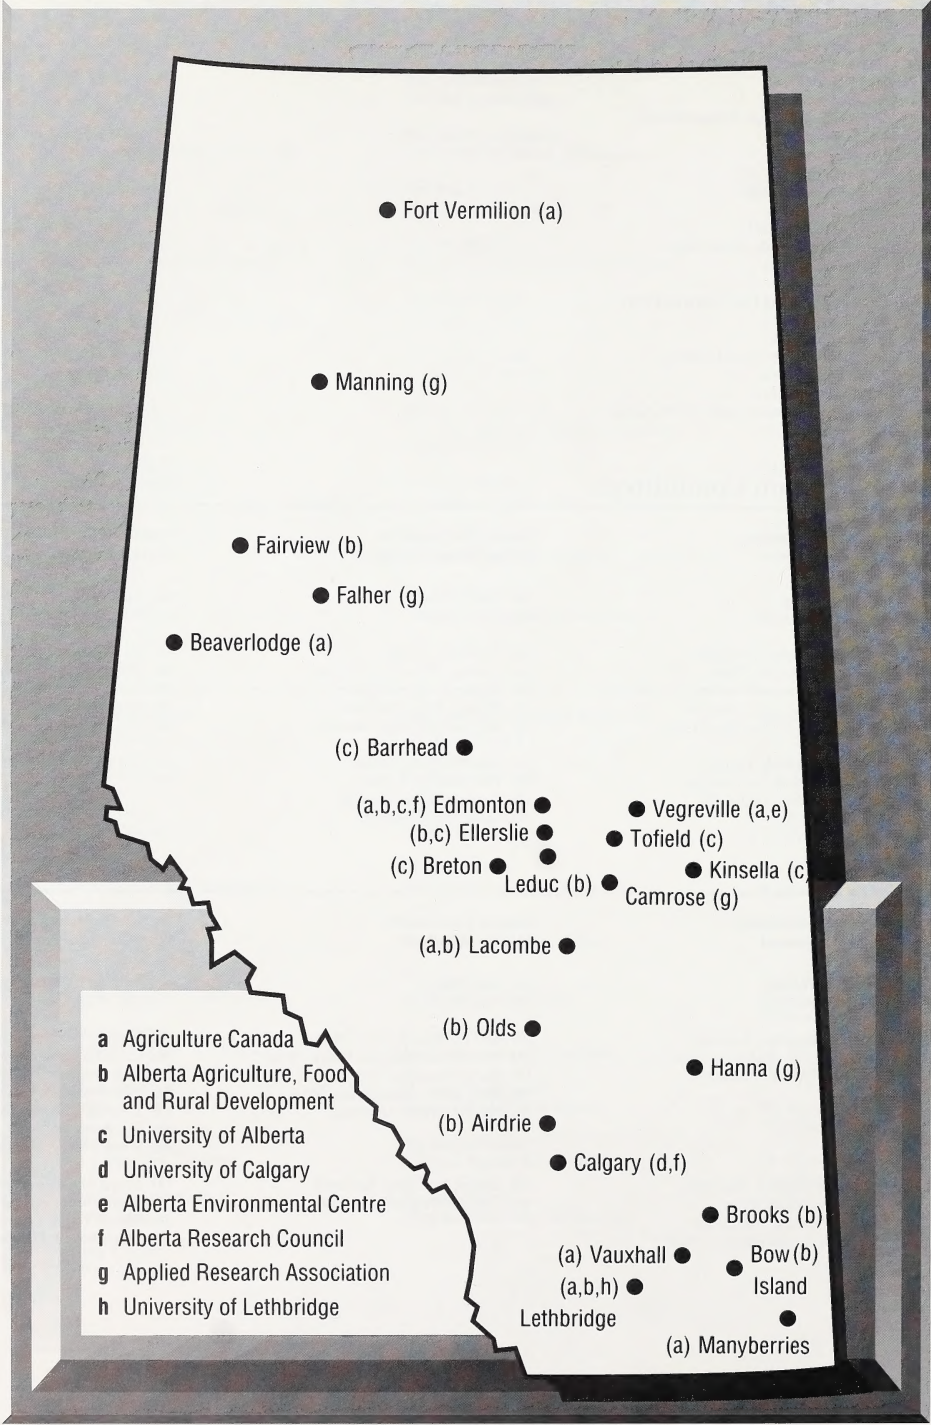 Fort Vermilion (a)
Manning (g)
Fairview (b)
Falher (g)
Beaverlodge (a)
(c) Barrhead
(a,b,c,f) Edmonton
Vegreville (a,e)
(b,c) Ellerslie
Tofield (c)
(c) Breton
Kinsella (c)
Leduc (b)
Camrose (g)
(a,b) Lacombe
(b) Olds
Hanna (g)
(b) Airdrie
Calgary (d,f)
Brooks (b)
(a) Vauxhall
Bow (b)
Island
(a,b,h)
Lethbridge
(a) Manyberries
a Agriculture Canada
b Alberta Agriculture, Food
and Rural Development
c University of Alberta
d University of Calgary
e Alberta Environmental Centre
f Alberta Research Council
g Applied Research Association
h University of Lethbridge